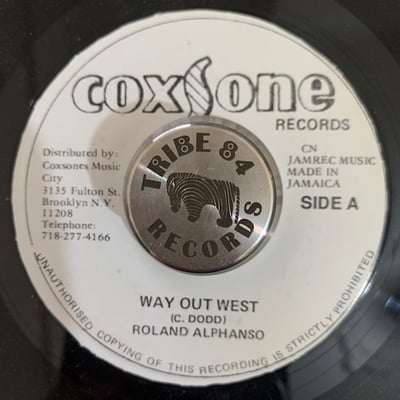 coxsone
RECORDS
Distributed by:
Coxsones Music
City
3135 Fulton St.
Brooklyn N.Y.
11208
Telephone:
718-277-4166
CN
JAMREC MUSIC
MADE IN
JAMAICA
SIDE A
TRIBE 84
RECORDS
WAY OUT WEST
(C. DODD)
ROLAND ALPHANSO
UNAUTHORISED COPYING OF THIS RECORDING IS STRICTLY PROHIBITED